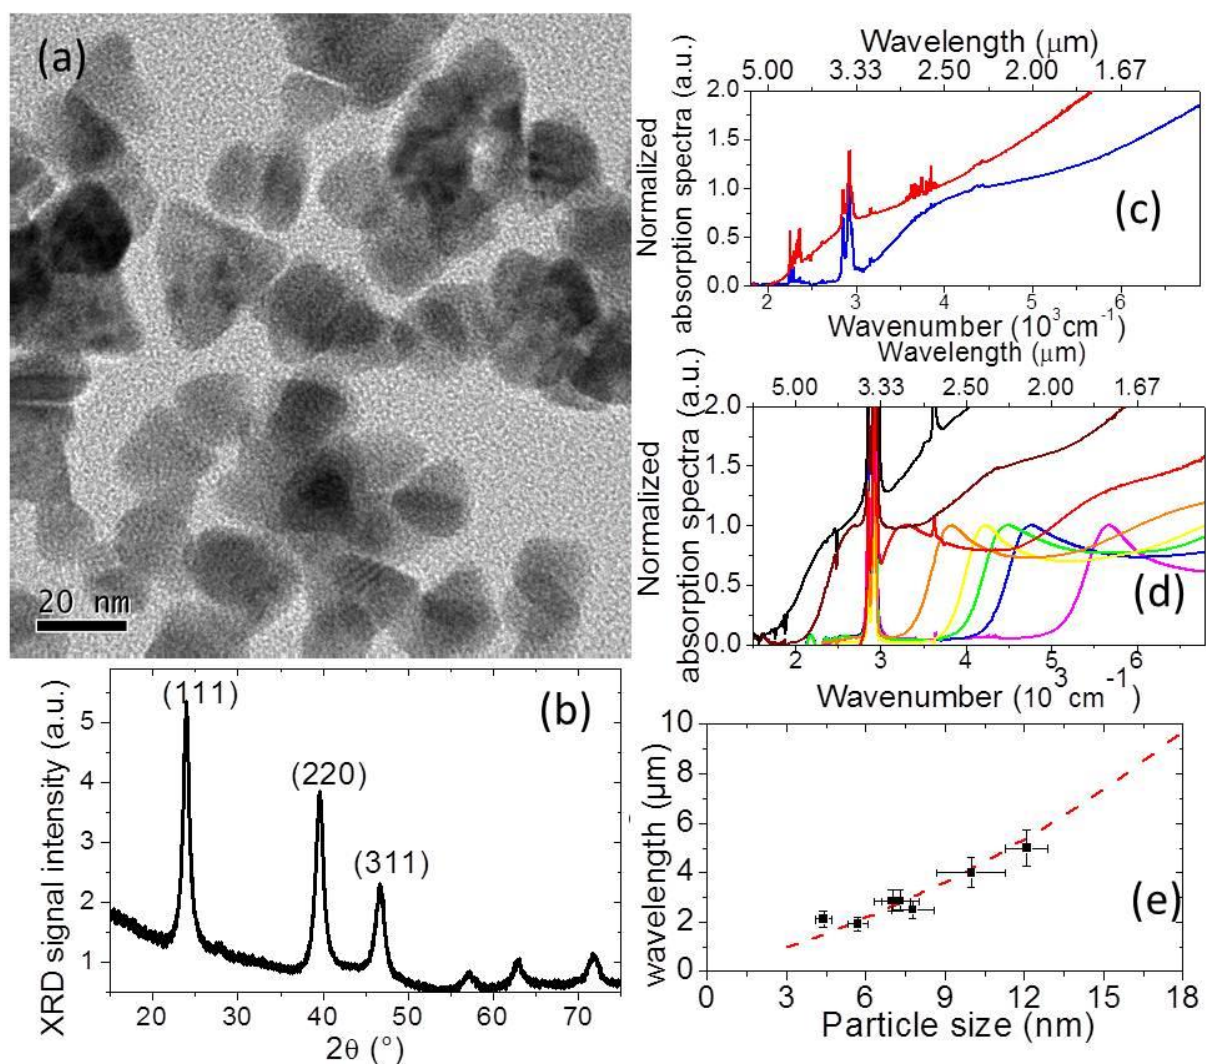 (a)
20 nm
Wavelength (μm)
5.00 3.33 2.50 2.00 1.67
Normalized
absorption spectra (a.u.)
2.0
1.5
1.0
0.5
0.0
(c)
2 3 4 5 6
Wavenumber (10³cm⁻¹)
Wavelength (μm)
5.00 3.33 2.50 2.00 1.67
Normalized
absorption spectra (a.u.)
2.0
1.5
1.0
0.5
0.0
(d)
2 3 4 5 6
Wavenumber (10³cm⁻¹)
XRD signal intensity (a.u.)
5
4
3
2
1
(111)
(220)
(311)
(b)
20 30 40 50 60 70
2θ (°)
wavelength (μm)
10
8
6
4
2
0
(e)
0 3 6 9 12 15 18
Particle size (nm)